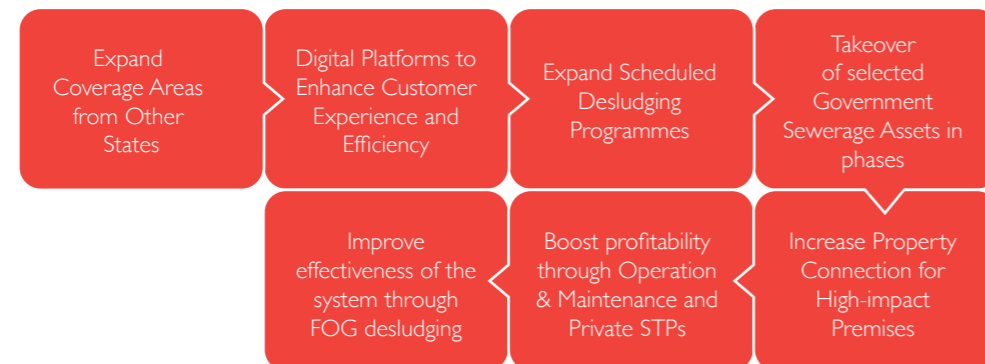 Expand
Coverage Areas
from Other
States
Digital Platforms to
Enhance Customer
Experience and
Efficiency
Expand Scheduled
Desludging
Programmes
Takeover
of selected
Government
Sewerage Assets in
phases
Increase Property
Connection for
High-impact
Premises
Boost profitability
through Operation
& Maintenance and
Private STPs
Improve
effectiveness of the
system through
FOG desludging